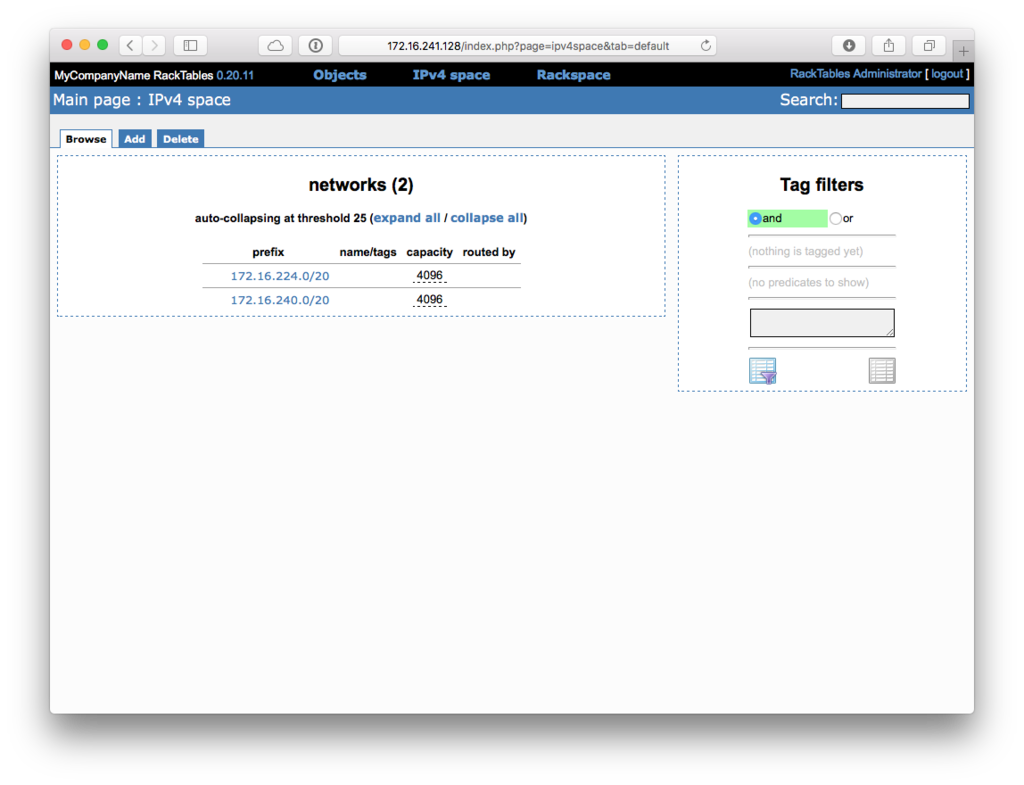 172.16.241.128/index.php?page=ipv4space&tab=default
MyCompanyName RackTables 0.20.11 Objects IPv4 space Rackspace RackTables Administrator [ logout ]
Main page : IPv4 space Search:
Browse Add Delete
networks (2)
auto-collapsing at threshold 25 (expand all / collapse all)
prefix name/tags capacity routed by
172.16.224.0/20 4096
172.16.240.0/20 4096
Tag filters
and or
(nothing is tagged yet)
(no predicates to show)